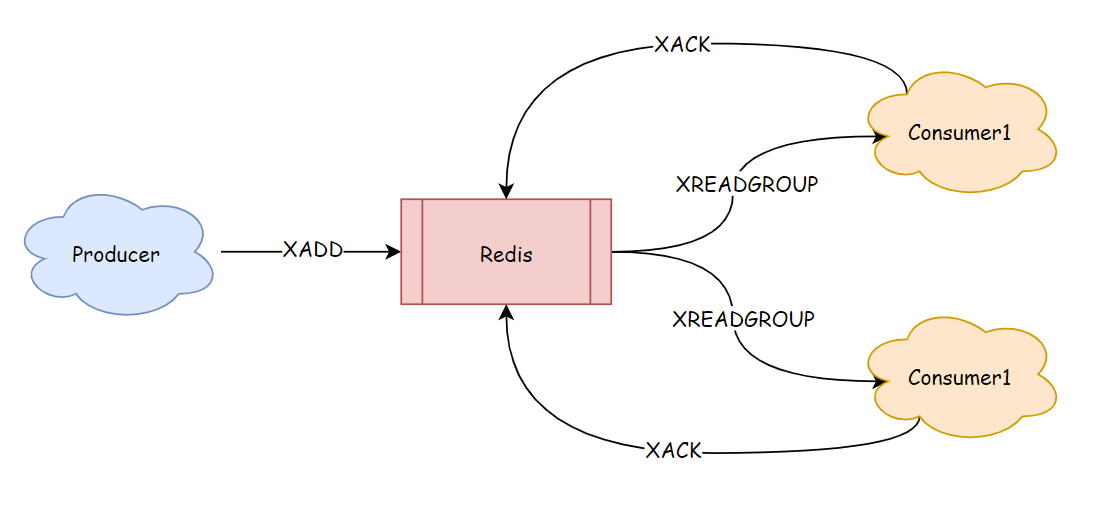 XACK
Consumer1
XREADGROUP
Producer
XADD
Redis
XREADGROUP
Consumer1
XACK